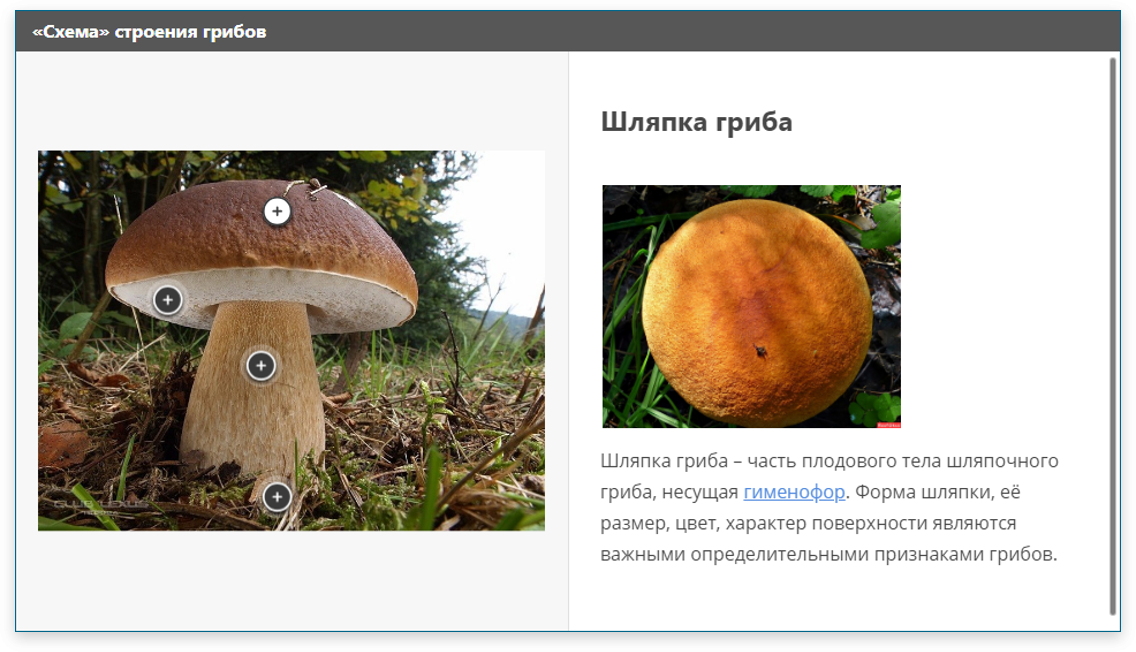 «Схема» строения грибов
Шляпка гриба
Шляпка гриба – часть плодового тела шляпочного
гриба, несущая гименофор. Форма шляпки, её
размер, цвет, характер поверхности являются
важными определительными признаками грибов.